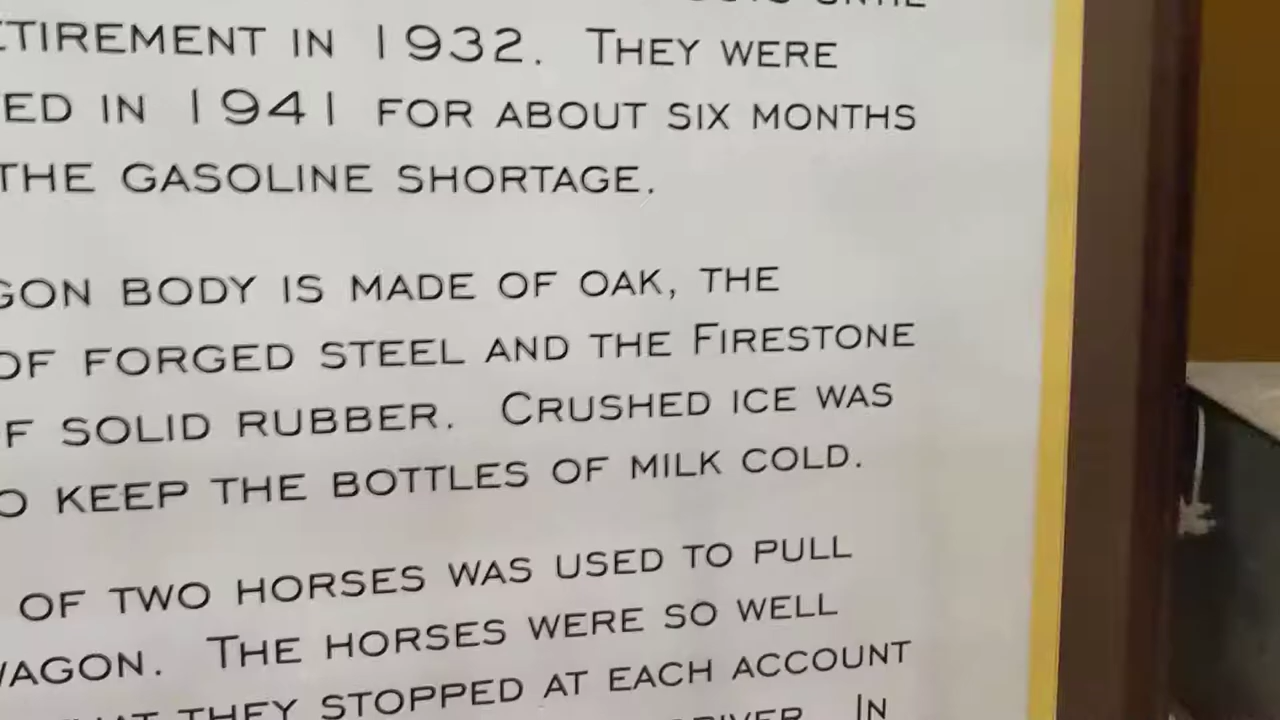 ETIREMENT IN 1932. THEY WERE
ED IN 1941 FOR ABOUT SIX MONTHS
THE GASOLINE SHORTAGE.
GON BODY IS MADE OF OAK, THE
OF FORGED STEEL AND THE FIRESTONE
F SOLID RUBBER. CRUSHED ICE WAS
O KEEP THE BOTTLES OF MILK COLD.
OF TWO HORSES WAS USED TO PULL
WAGON. THE HORSES WERE SO WELL
THEY STOPPED AT EACH ACCOUNT
IN